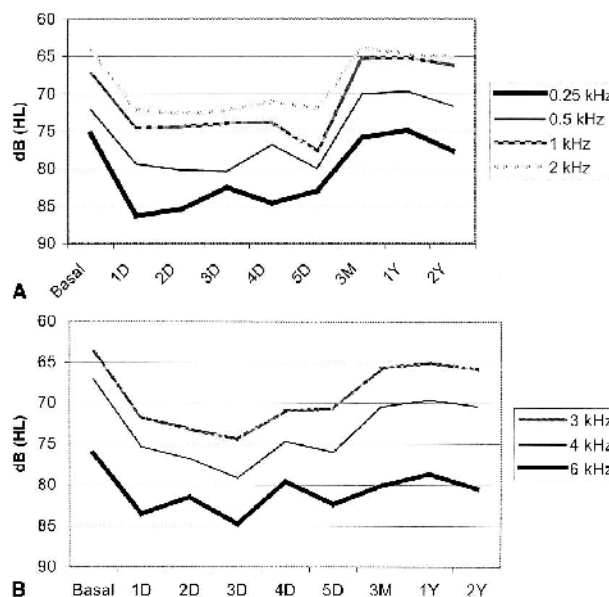 60
65
70
75
80
85
90
dB (HL)
Basal 1D 2D 3D 4D 5D 3M 1Y 2Y
0.25 kHz
0.5 kHz
1 kHz
2 kHz
A
60
65
70
75
80
85
90
dB (HL)
Basal 1D 2D 3D 4D 5D 3M 1Y 2Y
3 kHz
4 kHz
6 kHz
B